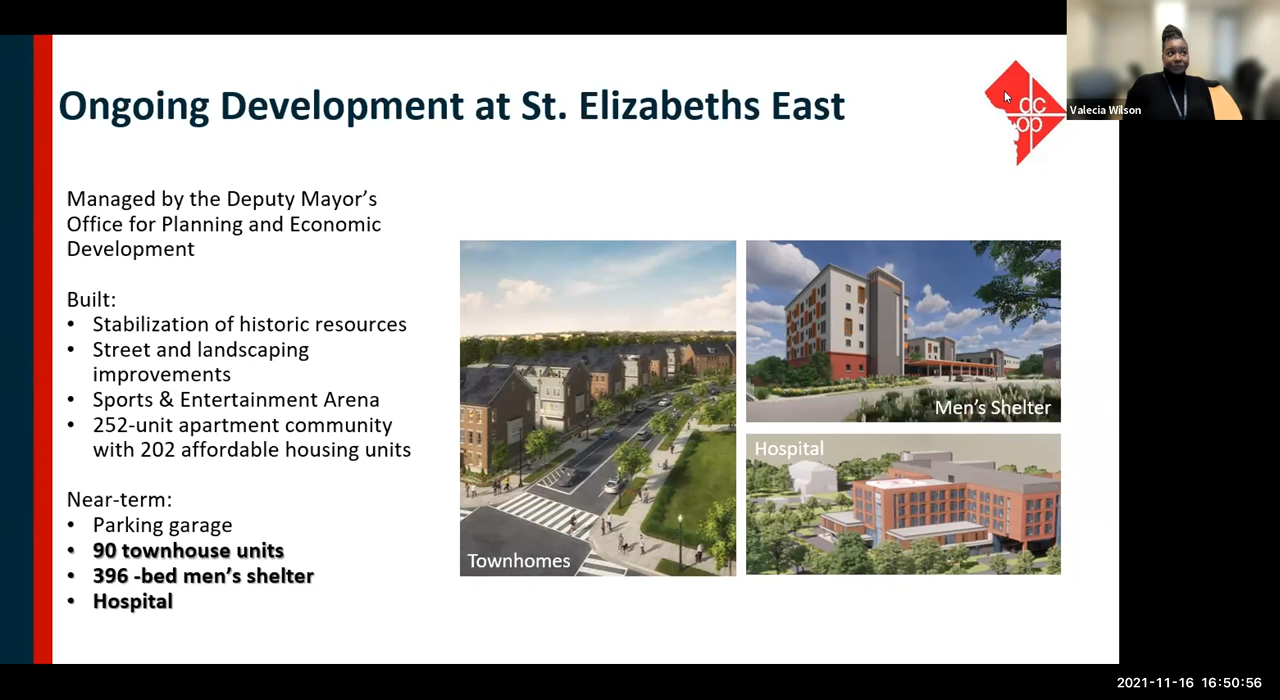 Ongoing Development at St. Elizabeths East
dc
op
Valecia Wilson
Managed by the Deputy Mayor’s
Office for Planning and Economic
Development
Built:
• Stabilization of historic resources
• Street and landscaping
improvements
• Sports & Entertainment Arena
• 252-unit apartment community
with 202 affordable housing units
Near-term:
• Parking garage
• 90 townhouse units
• 396 -bed men’s shelter
• Hospital
Townhomes
Men’s Shelter
Hospital
2021-11-16 16:50:56